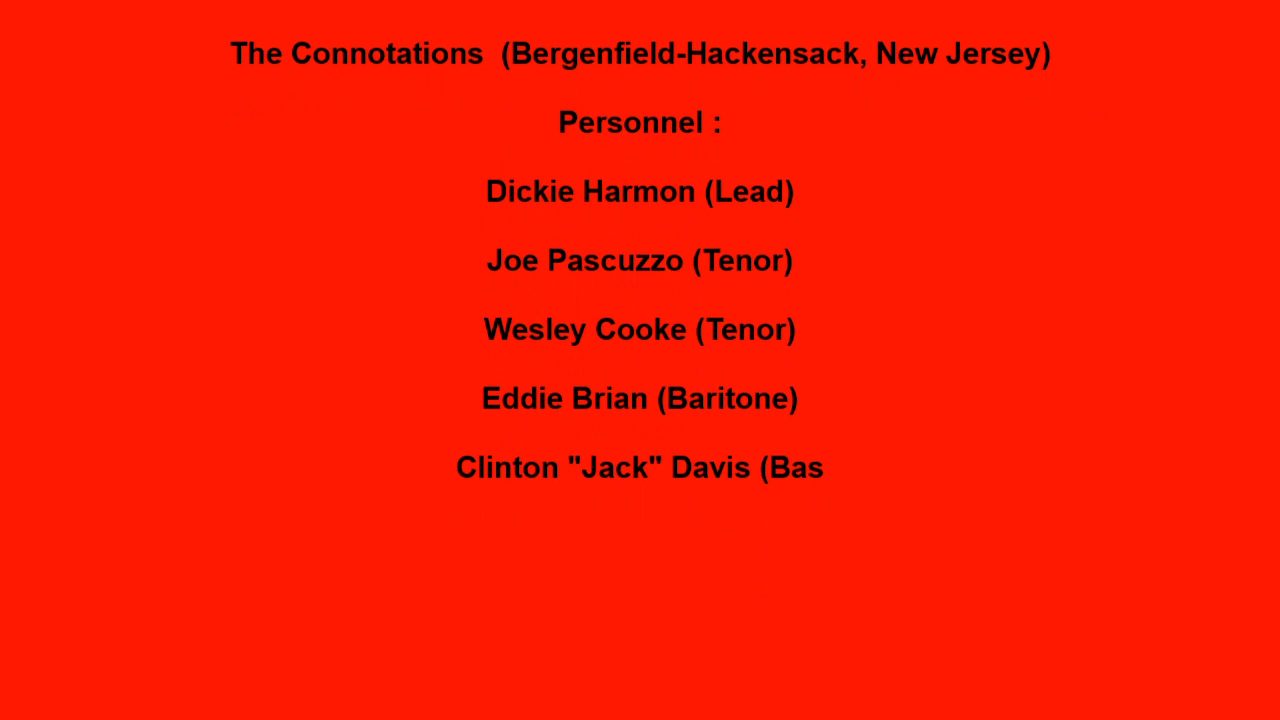 The Connotations  (Bergenfield-Hackensack, New Jersey)
Personnel :
Dickie Harmon (Lead)
Joe Pascuzzo (Tenor)
Wesley Cooke (Tenor)
Eddie Brian (Baritone)
Clinton "Jack" Davis (Bas